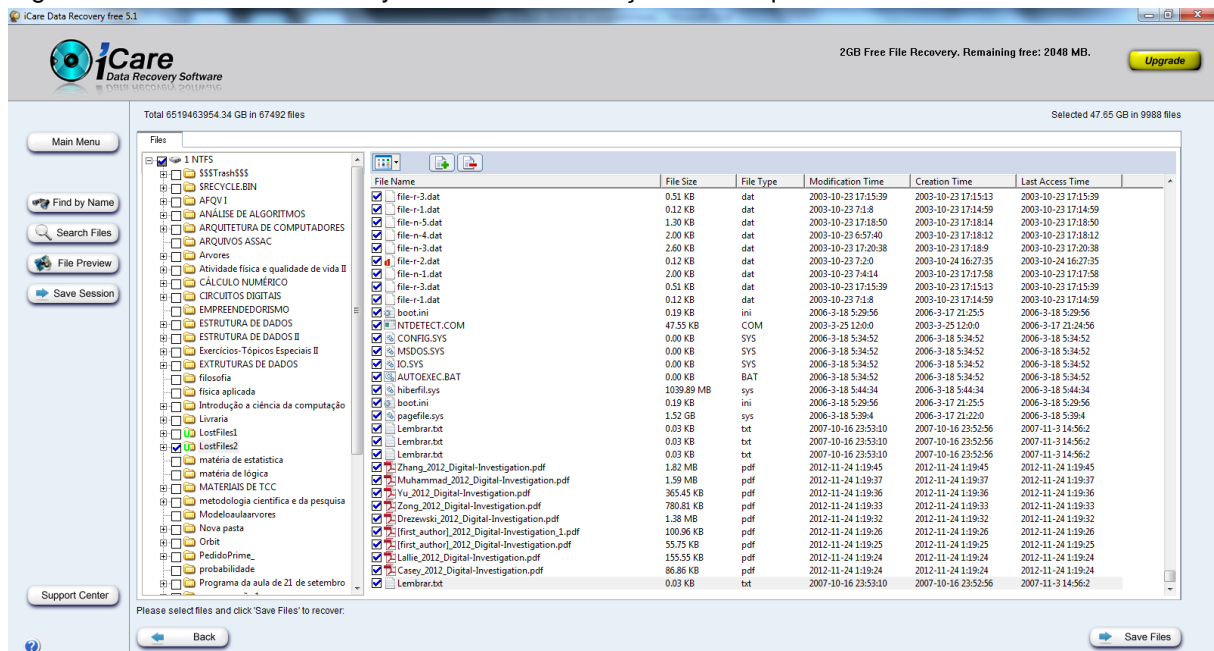 iCare Data Recovery free 5.1
iCare
Data Recovery Software
2GB Free File Recovery. Remaining free: 2048 MB.
Upgrade
Total 6519463954.34 GB in 67492 files
Selected 47.65 GB in 9988 files
Main Menu
Find by Name
Search Files
File Preview
Save Session
Support Center
Files
1 NTFS
$$$Trash$$$
$RECYCLE.BIN
AFQV I
ANÁLISE DE ALGORITMOS
ARQUITETURA DE COMPUTADORES
ARQUIVOS ASSAC
Arvores
Atividade física e qualidade de vida II
CÁLCULO NUMÉRICO
CIRCUITOS DIGITAIS
EMPREENDEDORISMO
ESTRUTURA DE DADOS
ESTRUTURA DE DADOS II
Exercícios-Tópicos Especiais II
EXTRUTURAS DE DADOS
filosofia
física aplicada
Introdução a ciência da computação
Livraria
LostFiles1
LostFiles2
matéria de estatistica
matéria de lógica
MATERIAIS DE TCC
metodologia cientifica e da pesquisa
Modeloaulaarvores
Nova pasta
Orbit
PedidoPrime_
probabilidade
Programa da aula de 21 de setembro
File Name File Size File Type Modification Time Creation Time Last Access Time
file-r-3.dat 0.51 KB dat 2003-10-23 17:15:39 2003-10-23 17:15:13 2003-10-23 17:15:39
file-r-1.dat 0.12 KB dat 2003-10-23 7:1:8 2003-10-23 17:14:59 2003-10-23 17:14:59
file-n-5.dat 1.30 KB dat 2003-10-23 17:18:50 2003-10-23 17:18:14 2003-10-23 17:18:50
file-n-4.dat 2.00 KB dat 2003-10-23 6:57:40 2003-10-23 17:18:12 2003-10-23 17:18:12
file-n-3.dat 2.60 KB dat 2003-10-23 17:20:38 2003-10-23 17:18:9 2003-10-23 17:20:38
file-r-2.dat 0.12 KB dat 2003-10-23 7:2:0 2003-10-24 16:27:35 2003-10-24 16:27:35
file-n-1.dat 2.00 KB dat 2003-10-23 7:4:14 2003-10-23 17:17:58 2003-10-23 17:17:58
file-r-3.dat 0.51 KB dat 2003-10-23 17:15:39 2003-10-23 17:15:13 2003-10-23 17:15:39
file-r-1.dat 0.12 KB dat 2003-10-23 7:1:8 2003-10-23 17:14:59 2003-10-23 17:14:59
boot.ini 0.19 KB ini 2006-3-18 5:29:56 2006-3-17 21:25:5 2006-3-18 5:29:56
NTDETECT.COM 47.55 KB COM 2003-3-25 12:0:0 2003-3-25 12:0:0 2006-3-17 21:24:56
CONFIG.SYS 0.00 KB SYS 2006-3-18 5:34:52 2006-3-18 5:34:52 2006-3-18 5:34:52
MSDOS.SYS 0.00 KB SYS 2006-3-18 5:34:52 2006-3-18 5:34:52 2006-3-18 5:34:52
IO.SYS 0.00 KB SYS 2006-3-18 5:34:52 2006-3-18 5:34:52 2006-3-18 5:34:52
AUTOEXEC.BAT 0.00 KB BAT 2006-3-18 5:34:52 2006-3-18 5:34:52 2006-3-18 5:34:52
hiberfil.sys 1039.89 MB sys 2006-3-18 5:44:34 2006-3-18 5:44:34 2006-3-18 5:44:34
boot.ini 0.19 KB ini 2006-3-18 5:29:56 2006-3-17 21:25:5 2006-3-18 5:29:56
pagefile.sys 1.52 GB sys 2006-3-18 5:39:4 2006-3-17 21:22:0 2006-3-18 5:39:4
Lembrar.txt 0.03 KB txt 2007-10-16 23:53:10 2007-10-16 23:52:56 2007-11-3 14:56:2
Lembrar.txt 0.03 KB txt 2007-10-16 23:53:10 2007-10-16 23:52:56 2007-11-3 14:56:2
Lembrar.txt 0.03 KB txt 2007-10-16 23:53:10 2007-10-16 23:52:56 2007-11-3 14:56:2
Zhang_2012_Digital-Investigation.pdf 1.82 MB pdf 2012-11-24 1:19:45 2012-11-24 1:19:45 2012-11-24 1:19:45
Muhammad_2012_Digital-Investigation.pdf 1.59 MB pdf 2012-11-24 1:19:37 2012-11-24 1:19:37 2012-11-24 1:19:37
Yu_2012_Digital-Investigation.pdf 365.45 KB pdf 2012-11-24 1:19:36 2012-11-24 1:19:36 2012-11-24 1:19:36
Zong_2012_Digital-Investigation.pdf 780.81 KB pdf 2012-11-24 1:19:33 2012-11-24 1:19:33 2012-11-24 1:19:33
Drezewski_2012_Digital-Investigation.pdf 1.38 MB pdf 2012-11-24 1:19:32 2012-11-24 1:19:32 2012-11-24 1:19:32
[first_author]_2012_Digital-Investigation_1.pdf 100.96 KB pdf 2012-11-24 1:19:26 2012-11-24 1:19:26 2012-11-24 1:19:26
[first_author]_2012_Digital-Investigation.pdf 55.75 KB pdf 2012-11-24 1:19:25 2012-11-24 1:19:25 2012-11-24 1:19:25
Lallie_2012_Digital-Investigation.pdf 155.55 KB pdf 2012-11-24 1:19:24 2012-11-24 1:19:24 2012-11-24 1:19:24
Casey_2012_Digital-Investigation.pdf 86.86 KB pdf 2012-11-24 1:19:24 2012-11-24 1:19:24 2012-11-24 1:19:24
Lembrar.txt 0.03 KB txt 2007-10-16 23:53:10 2007-10-16 23:52:56 2007-11-3 14:56:2
Please select files and click 'Save Files' to recover:
Back
Save Files